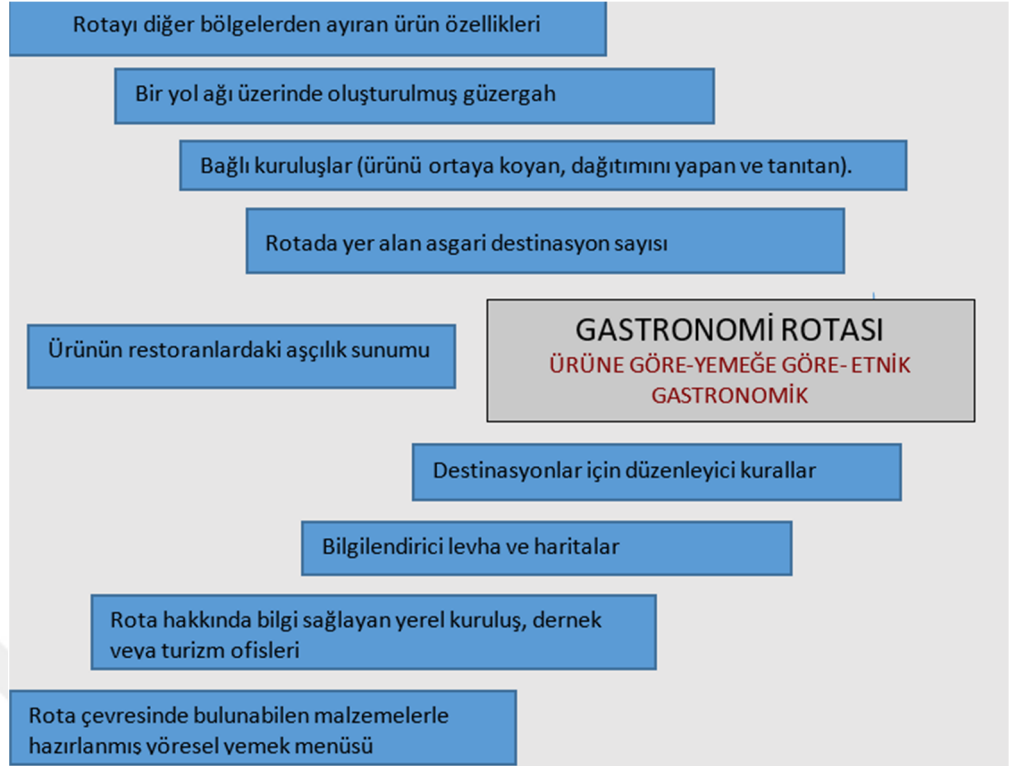 Rotayı diğer bölgelerden ayıran ürün özellikleri
Bir yol ağı üzerinde oluşturulmuş güzergah
Bağlı kuruluşlar (ürünü ortaya koyan, dağıtımını yapan ve tanıtan).
Rotada yer alan asgari destinasyon sayısı
Ürünün restoranlardaki aşçılık sunumu
GASTRONOMİ ROTASI
ÜRÜNE GÖRE-YEMEĞE GÖRE- ETNİK
GASTRONOMİK
Destinasyonlar için düzenleyici kurallar
Bilgilendirici levha ve haritalar
Rota hakkında bilgi sağlayan yerel kuruluş, dernek
veya turizm ofisleri
Rota çevresinde bulunabilen malzemelerle
hazırlanmış yöresel yemek menüsü